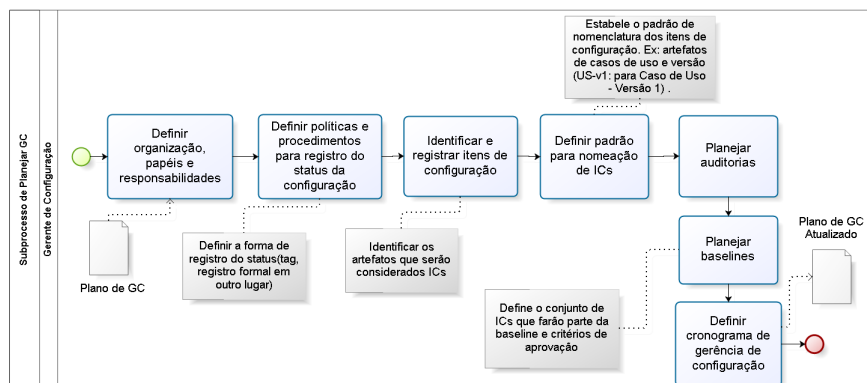 Subprocesso de Planejar GC
Gerente de Configuração
Estabele o padrão de
nomenclatura dos itens de
configuração. Ex: artefatos
de casos de uso e versão
(US-v1: para Caso de Uso
- Versão 1) .
Definir
organização,
papéis e
responsabilidades
Definir políticas e
procedimentos
para registro do
status da
configuração
Identificar e
registrar itens de
configuração
Definir padrão
para nomeação
de ICs
Planejar
auditorias
Plano de GC
Definir a forma de
registro do status(tag,
registro formal em
outro lugar)
Identificar os
artefatos que serão
considerados ICs
Planejar
baselines
Plano de GC
Atualizado
Define o conjunto de
ICs que farão parte da
baseline e critérios de
aprovação
Definir
cronograma de
gerência de
configuração